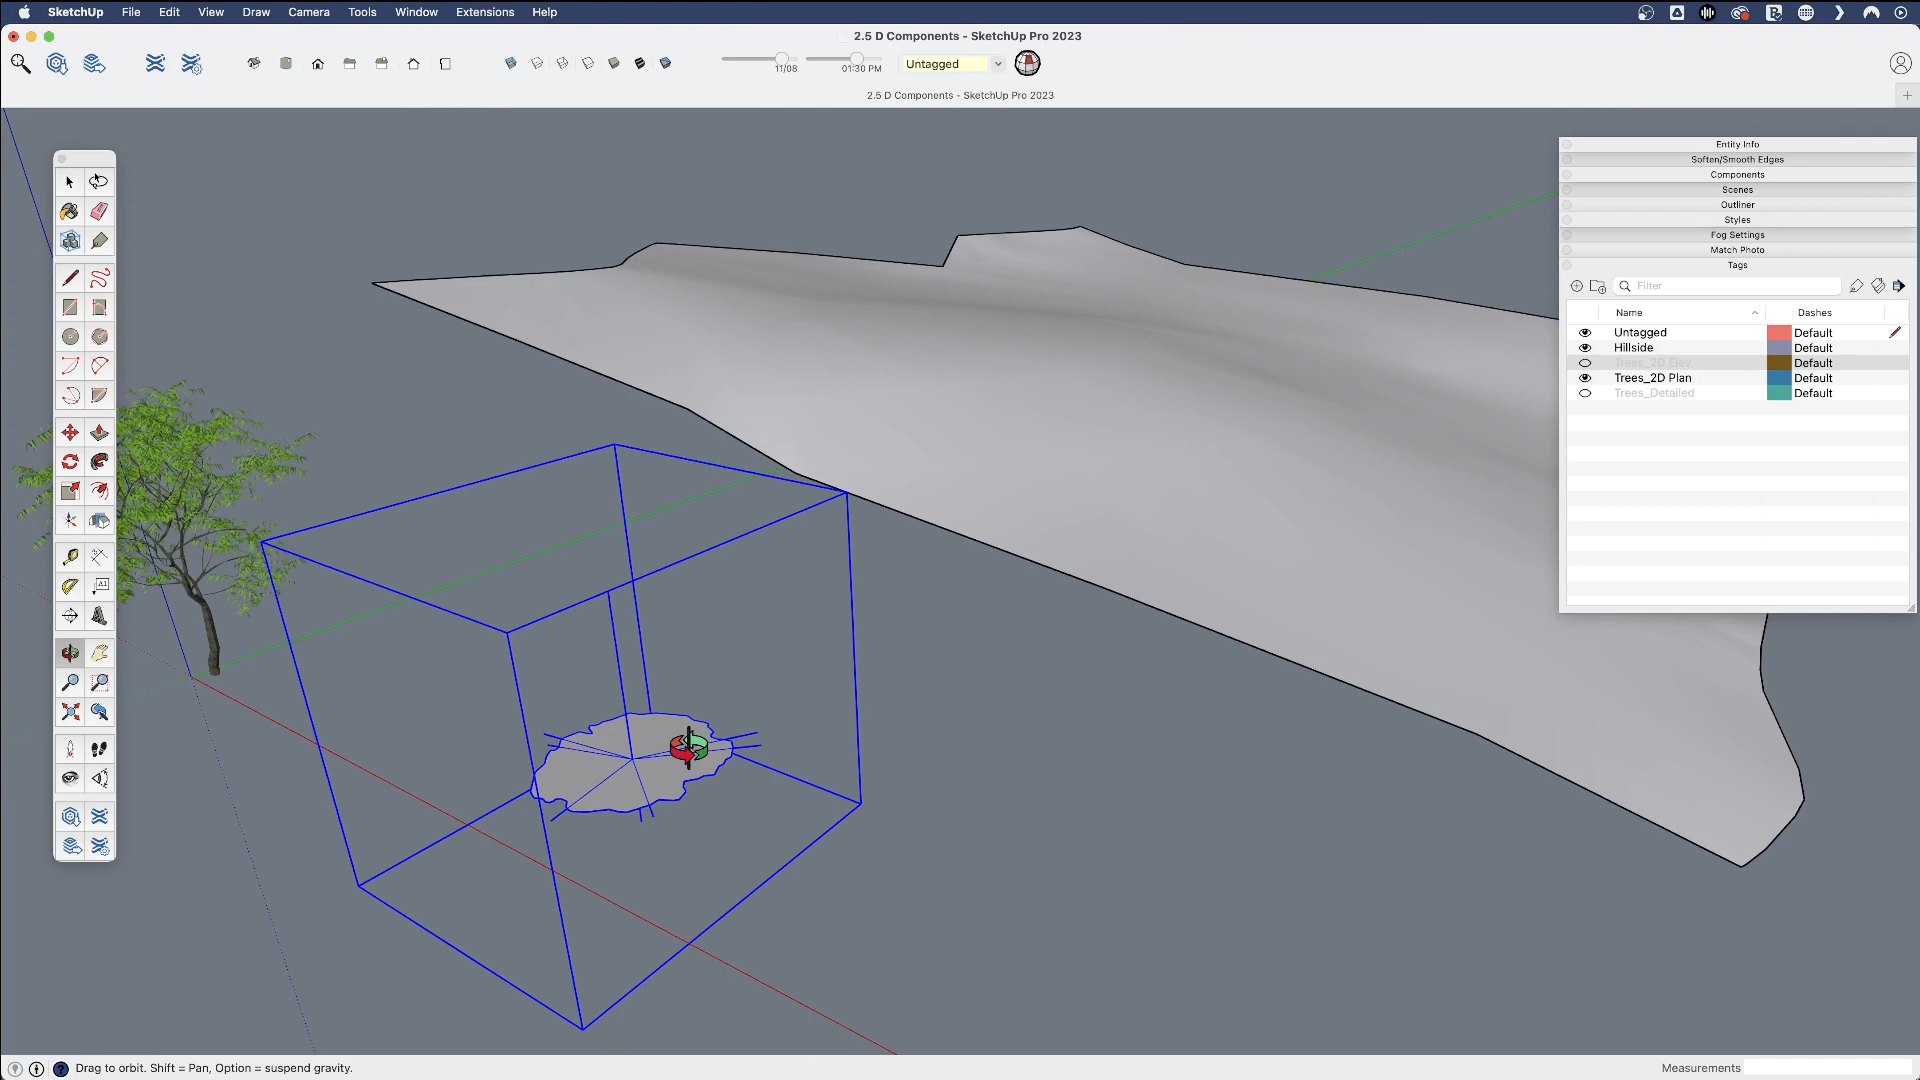 SketchUp File Edit View Draw Camera Tools Window Extensions Help
2.5 D Components - SketchUp Pro 2023
11/08 01:30 PM Untagged
2.5 D Components - SketchUp Pro 2023
Entity Info
Soften/Smooth Edges
Components
Scenes
Outliner
Styles
Fog Settings
Match Photo
Tags
Filter
Name Dashes
Untagged Default
Hillside Default
Trees_2D Elev Default
Trees_2D Plan Default
Trees_Detailed Default
A1
Drag to orbit. Shift = Pan, Option = suspend gravity.
Measurements